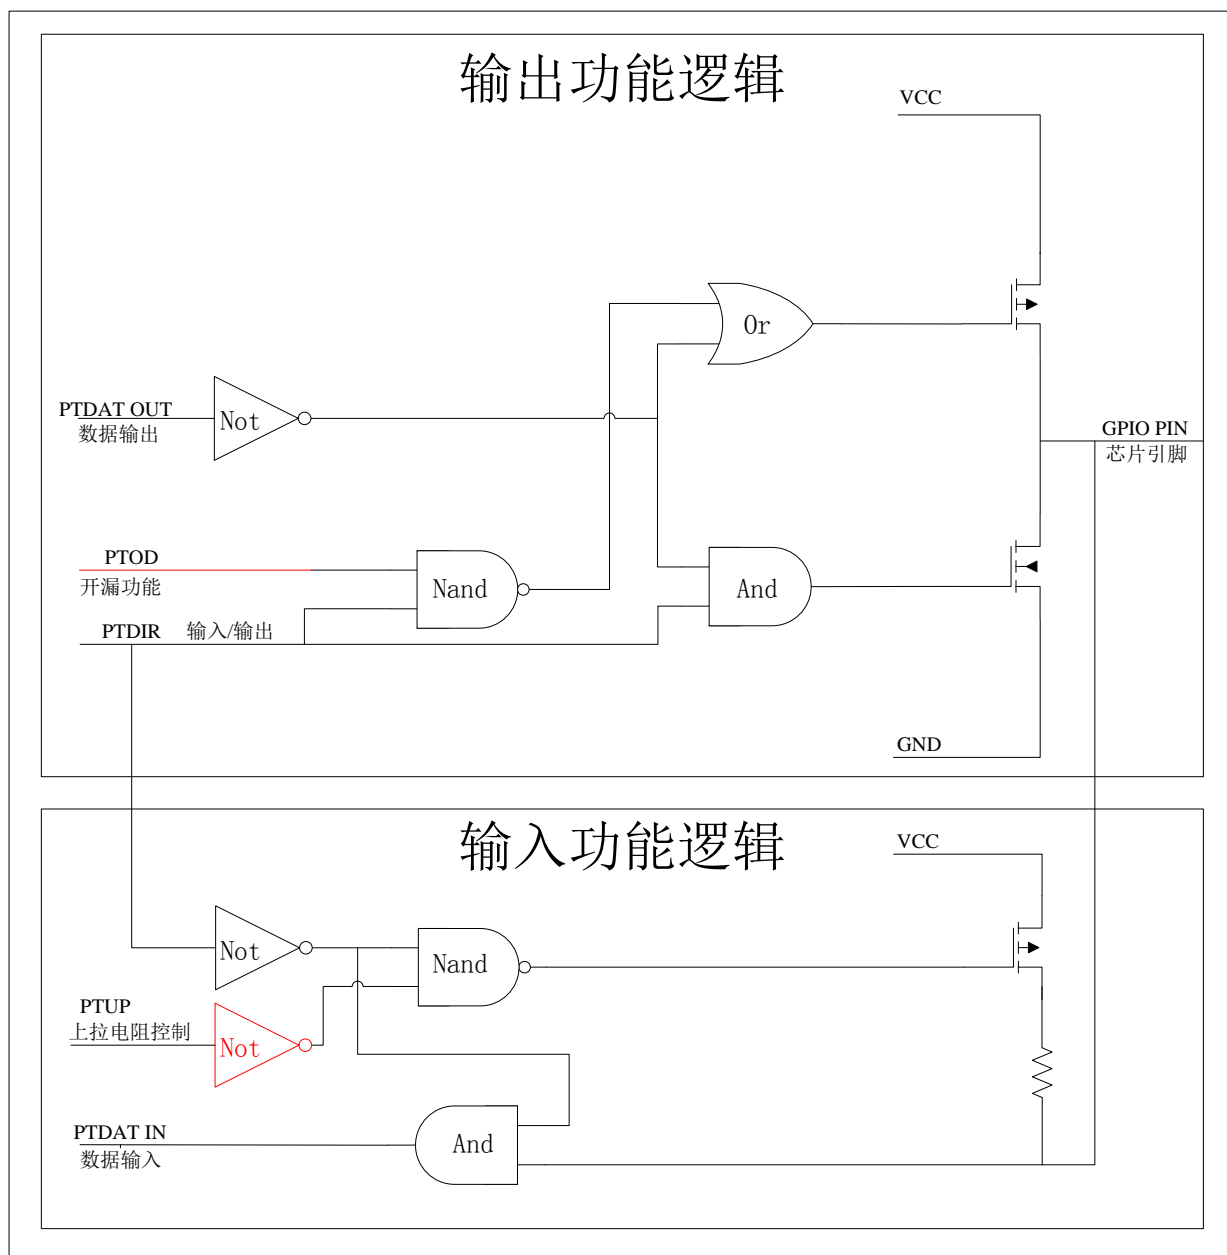 输出功能逻辑
VCC
Or
PTDAT OUT
数据输出
Not
GPIO PIN
芯片引脚
PTOD
开漏功能
Nand
And
PTDIR 输入/输出
GND
输入功能逻辑
VCC
Not
Nand
PTUP
上拉电阻控制
Not
PTDAT IN
数据输入
And